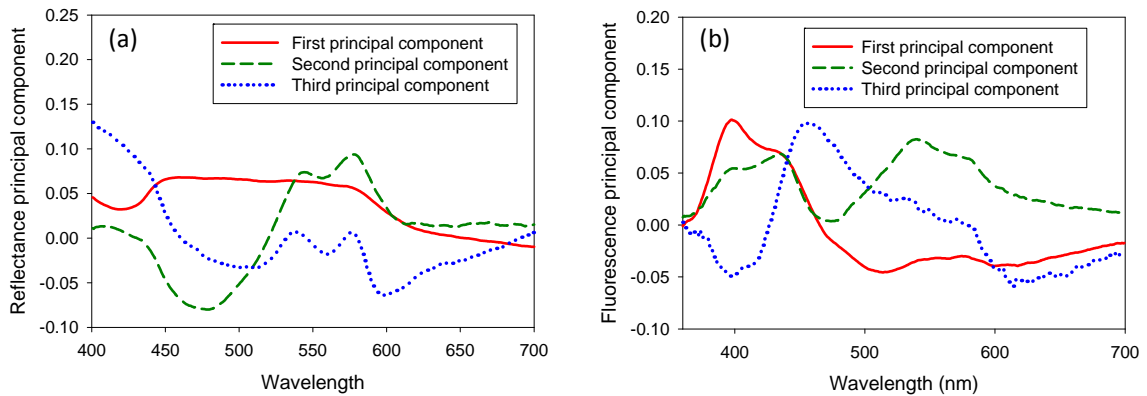 (a)
First principal component
Second principal component
Third principal component
Reflectance principal component
0.25
0.20
0.15
0.10
0.05
0.00
-0.05
-0.10
400 450 500 550 600 650 700
Wavelength
(b)
First principal component
Second principal component
Third principal component
Fluorescence principal component
0.20
0.15
0.10
0.05
0.00
-0.05
-0.10
400 500 600 700
Wavelength (nm)